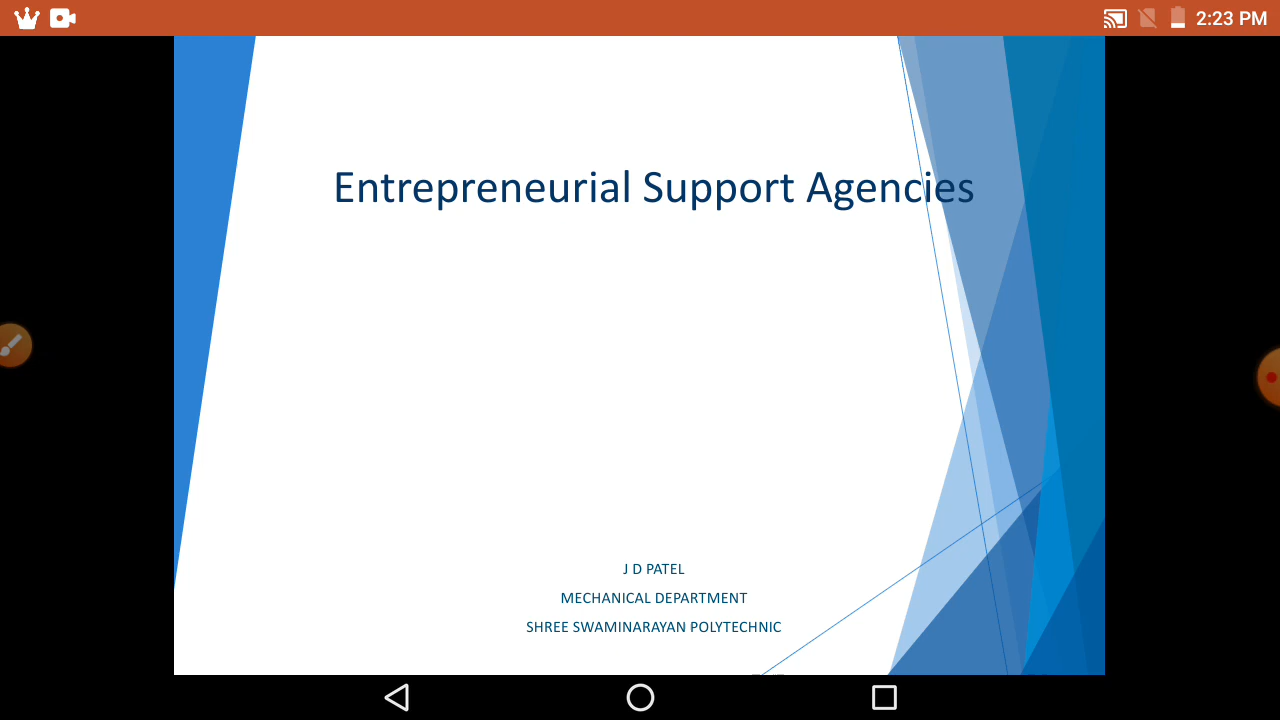 2:23 PM
Entrepreneurial Support Agencies
J D PATEL
MECHANICAL DEPARTMENT
SHREE SWAMINARAYAN POLYTECHNIC